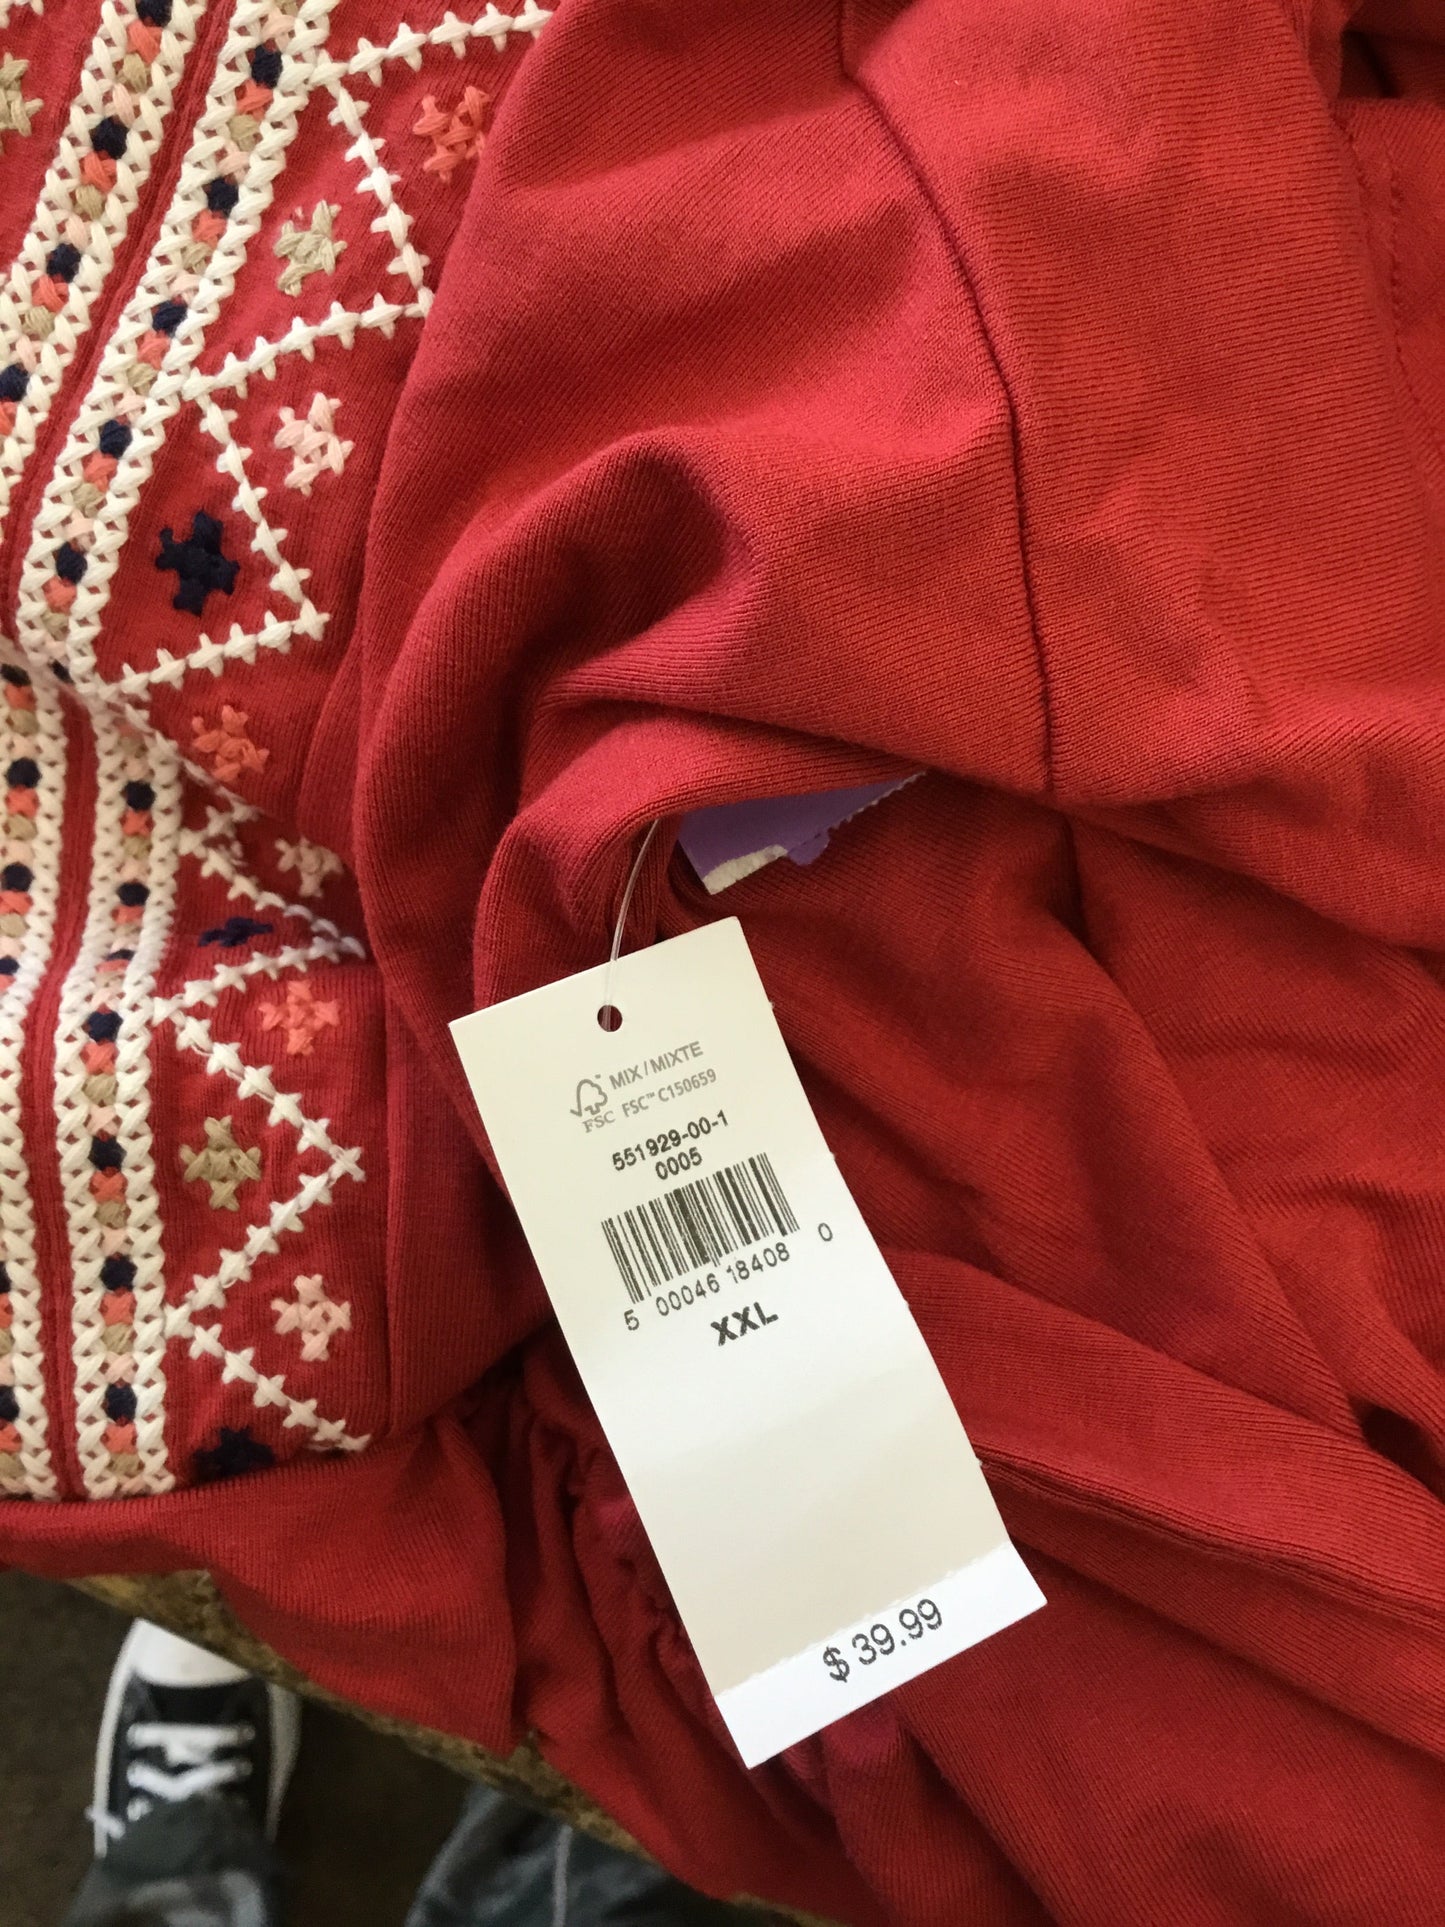 MIX/MIXTE
FSC FSC™ C150659
551929-00-1
0005
5 00046 18408 0
XXL
$ 39.99